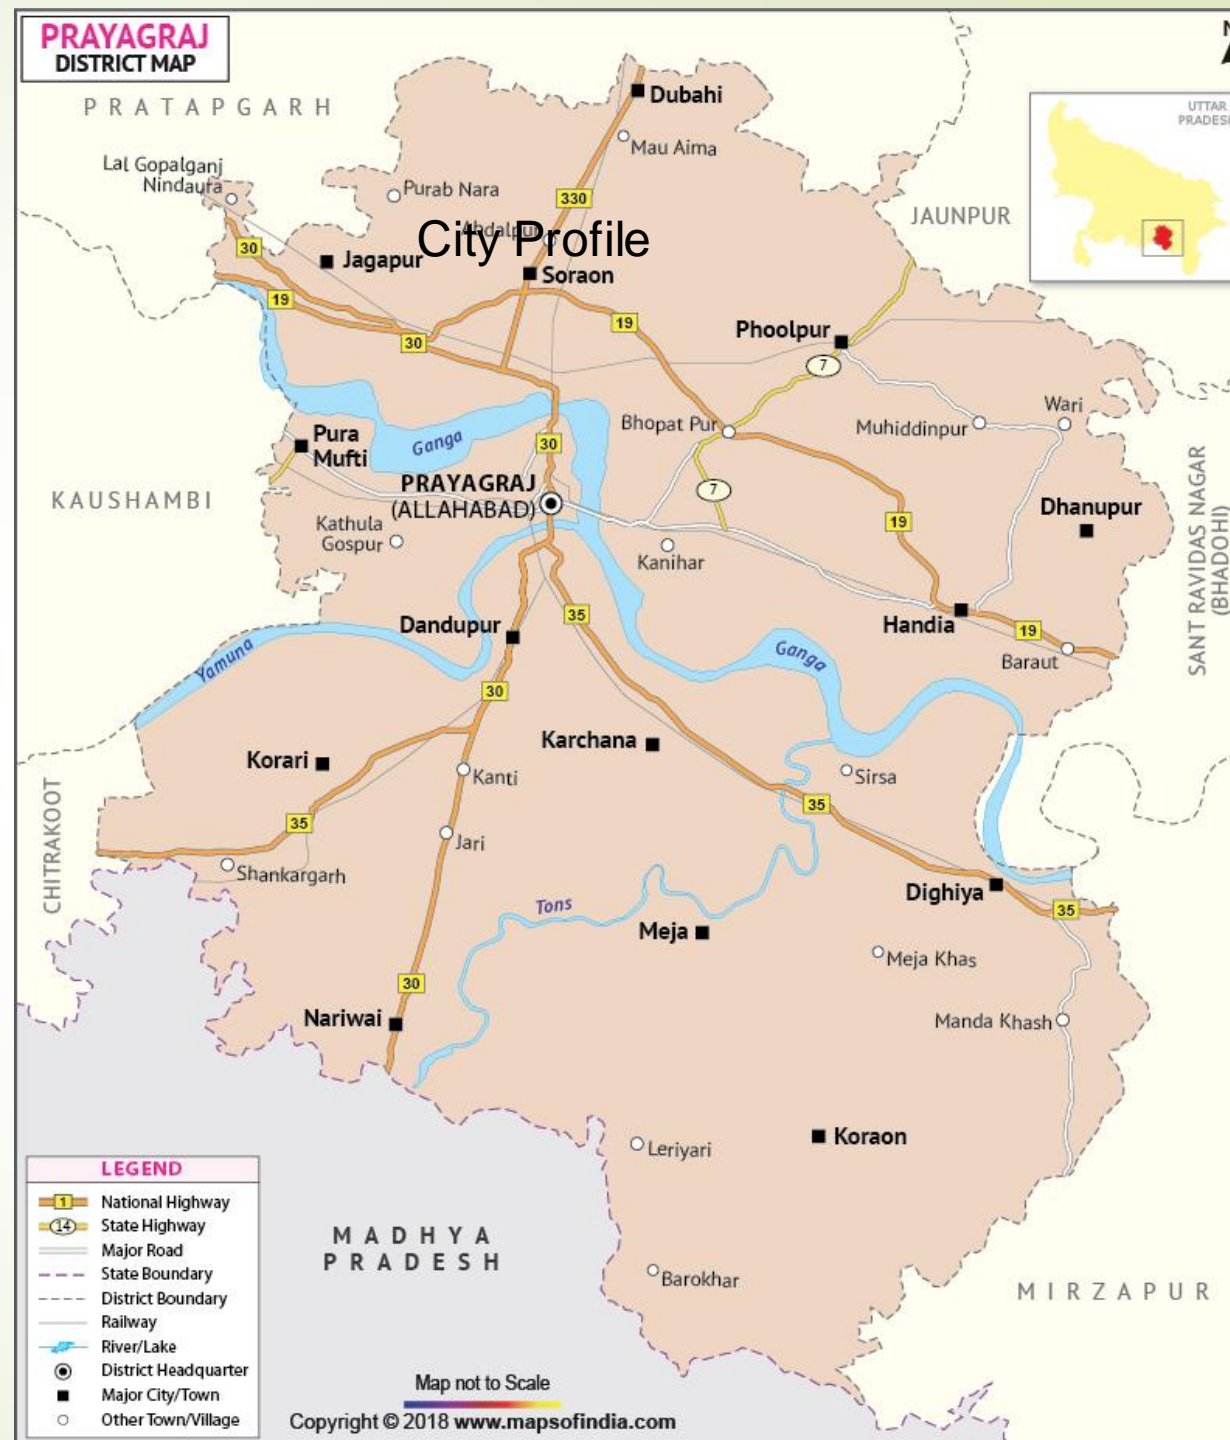 PRAYAGRAJ
DISTRICT MAP
N
PRATAPGARH
UTTAR
PRADESH
Dubahi
Mau Aima
Lal Gopalganj
Nindaura
Purab Nara
330
JAUNPUR
Abdalpur
City Profile
30
Jagapur
Soraon
19
19
30
Phoolpur
7
Wari
Bhopat Pur
Muhiddinpur
Pura
Mufti
Ganga
30
KAUSHAMBI
PRAYAGRAJ
(ALLAHABAD)
7
Dhanupur
Kathula
Gospur
19
Kanihar
SANT RAVIDAS NAGAR
(BHADOHI)
Dandupur
35
Handia
19
Baraut
Yamuna
Ganga
30
Karchana
Korari
Kanti
Sirsa
35
35
Jari
CHITRAKOOT
Shankargarh
Dighiya
35
Tons
Meja
Meja Khas
30
Nariwai
Manda Khash
Koraon
Leriyari
LEGEND
1 National Highway
14 State Highway
Major Road
State Boundary
District Boundary
Railway
River/Lake
District Headquarter
Major City/Town
Other Town/Village
MADHYA
PRADESH
Barokhar
MIRZAPUR
Map not to Scale
Copyright © 2018 www.mapsofindia.com